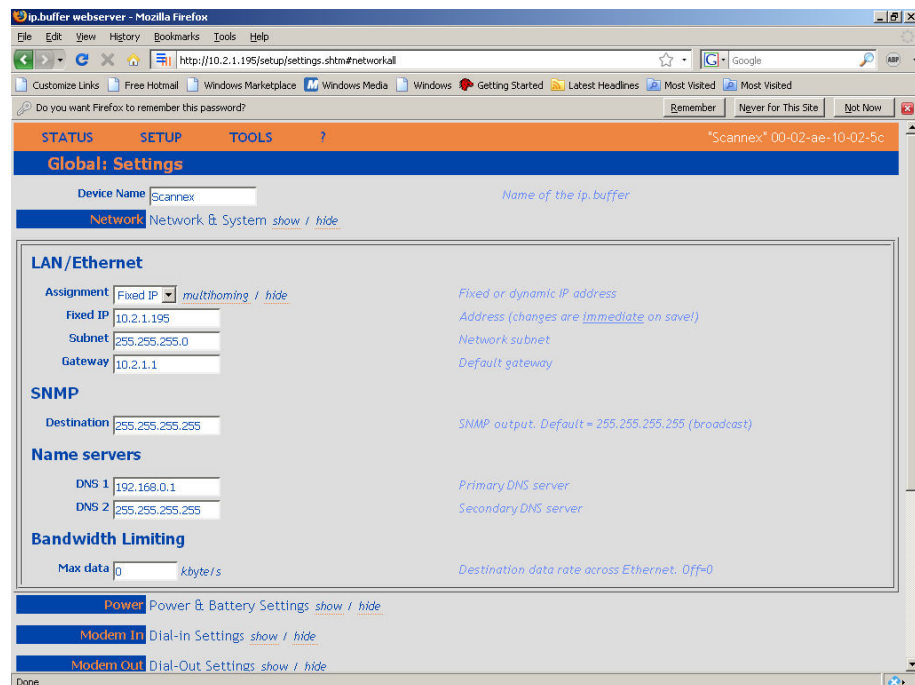 ip.buffer webserver - Mozilla Firefox
File Edit View History Bookmarks Tools Help
http://10.2.1.195/setup/settings.shtm#networkall
G Google
ABP
Customize Links Free Hotmail Windows Marketplace Windows Media Windows Getting Started Latest Headlines Most Visited Most Visited
Do you want Firefox to remember this password? Remember Never for This Site Not Now
STATUS SETUP TOOLS ? "Scannex" 00-02-ae-10-02-5c
Global: Settings
Device Name Scannex Name of the ip.buffer
Network Network & System show / hide
LAN/Ethernet
Assignment Fixed IP multihoming / hide Fixed or dynamic IP address
Fixed IP 10.2.1.195 Address (changes are immediate on save!)
Subnet 255.255.255.0 Network subnet
Gateway 10.2.1.1 Default gateway
SNMP
Destination 255.255.255.255 SNMP output. Default = 255.255.255.255 (broadcast)
Name servers
DNS 1 192.168.0.1 Primary DNS server
DNS 2 255.255.255.255 Secondary DNS server
Bandwidth Limiting
Max data 0 kbyte/s Destination data rate across Ethernet. Off=0
Power Power & Battery Settings show / hide
Modem In Dial-in Settings show / hide
Modem Out Dial-Out Settings show / hide
Done